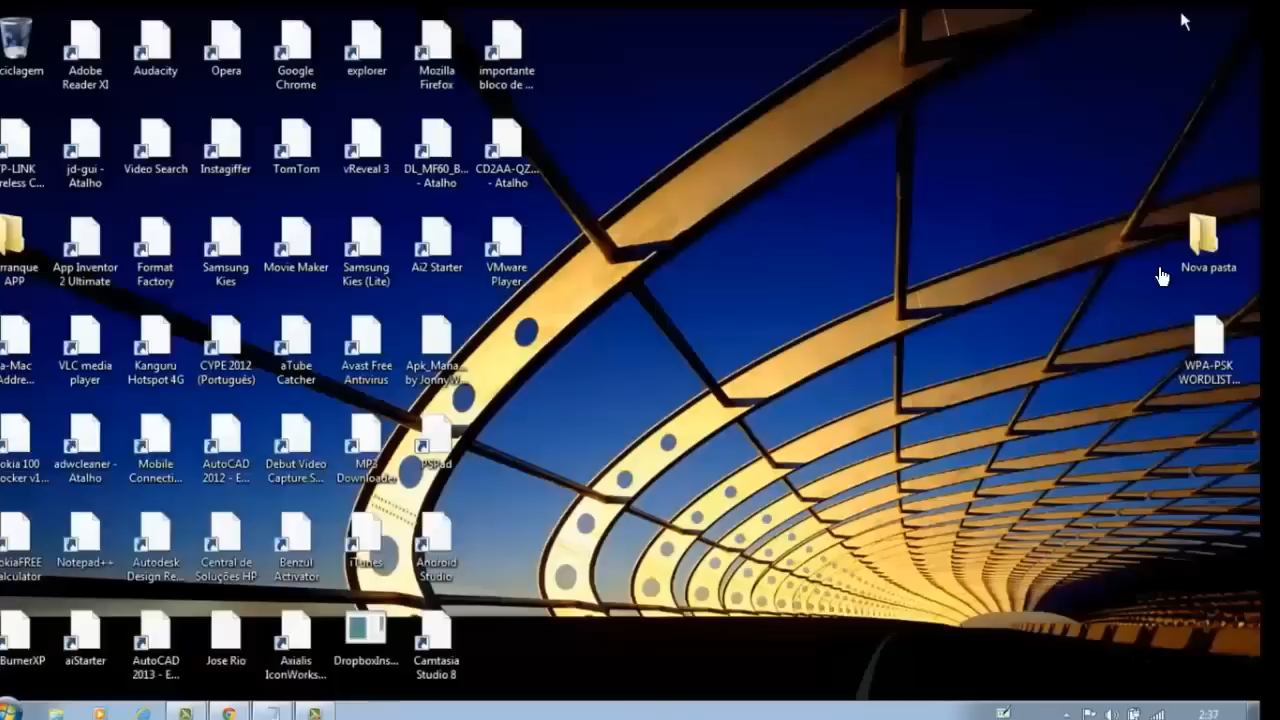 ciclagem
Adobe
Reader XI
Audacity
Opera
Google
Chrome
explorer
Mozilla
Firefox
importante
bloco de ...
P-LINK
reless C...
jd-gui -
Atalho
Video Search
Instagiffer
TomTom
vReveal 3
DL_MF60_B...
- Atalho
CD2AA-QZ...
- Atalho
rranque
APP
App Inventor
2 Ultimate
Format
Factory
Samsung
Kies
Movie Maker
Samsung
Kies (Lite)
Ai2 Starter
VMware
Player
Nova pasta
a-Mac
Addre...
VLC media
player
Kanguru
Hotspot 4G
CYPE 2012
(Português)
aTube
Catcher
Avast Free
Antivirus
Apk_Mana...
by JonnyW...
WPA-PSK
WORDLIST...
okia 100
ocker v1...
adwcleaner -
Atalho
Mobile
Connecti...
AutoCAD
2012 - E...
Debut Video
Capture S...
MP3
Downloader
PSPad
okiaFREE
alculator
Notepad++
Autodesk
Design Re...
Central de
Soluções HP
Benzul
Activator
iTunes
Android
Studio
BurnerXP
aiStarter
AutoCAD
2013 - E...
Jose Rio
Axialis
IconWorks...
DropboxIns...
Camtasia
Studio 8
2:37